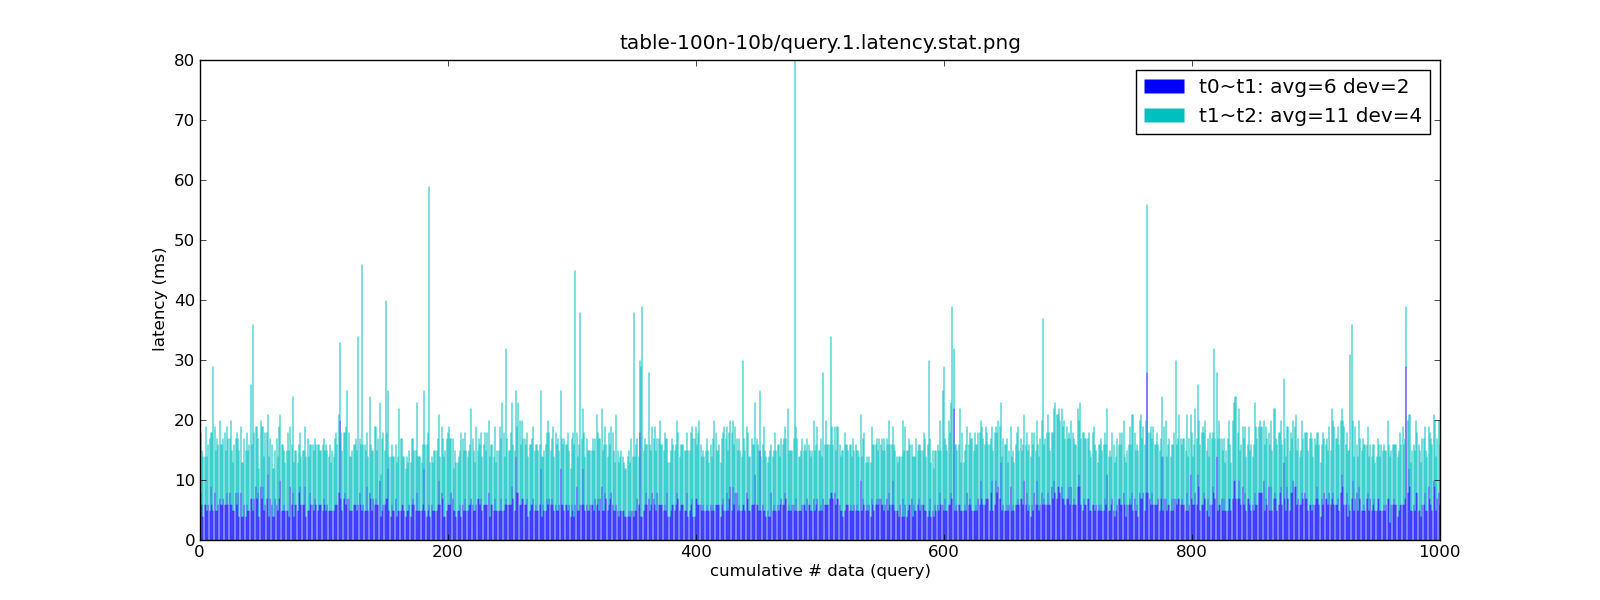 table-100n-10b/query.1.latency.stat.png
80
70
60
50
40
30
20
10
0
latency (ms)
t0~t1: avg=6 dev=2
t1~t2: avg=11 dev=4
0 200 400 600 800 1000
cumulative # data (query)